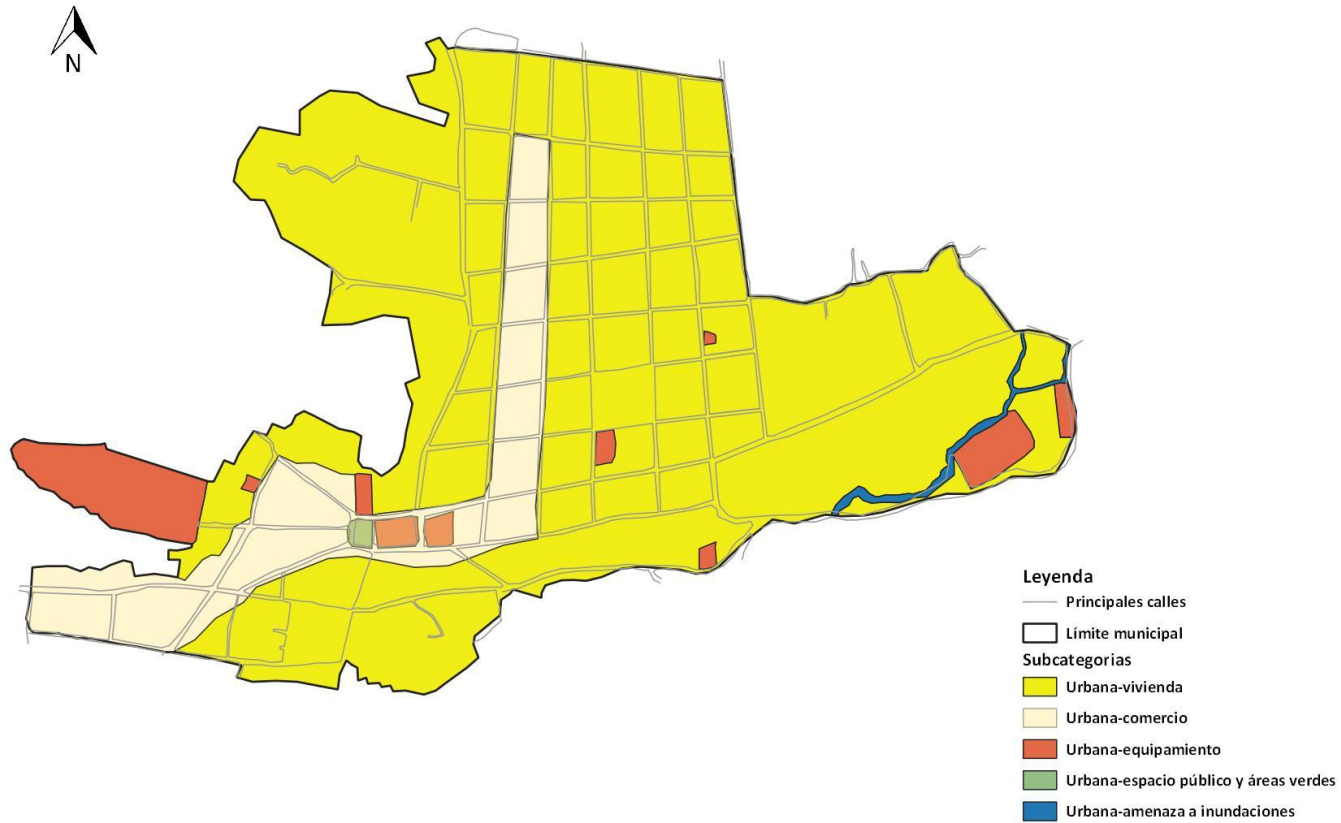 N
Leyenda
Principales calles
Límite municipal
Subcategorias
Urbana-vivienda
Urbana-comercio
Urbana-equipamiento
Urbana-espacio público y áreas verdes
Urbana-amenaza a inundaciones